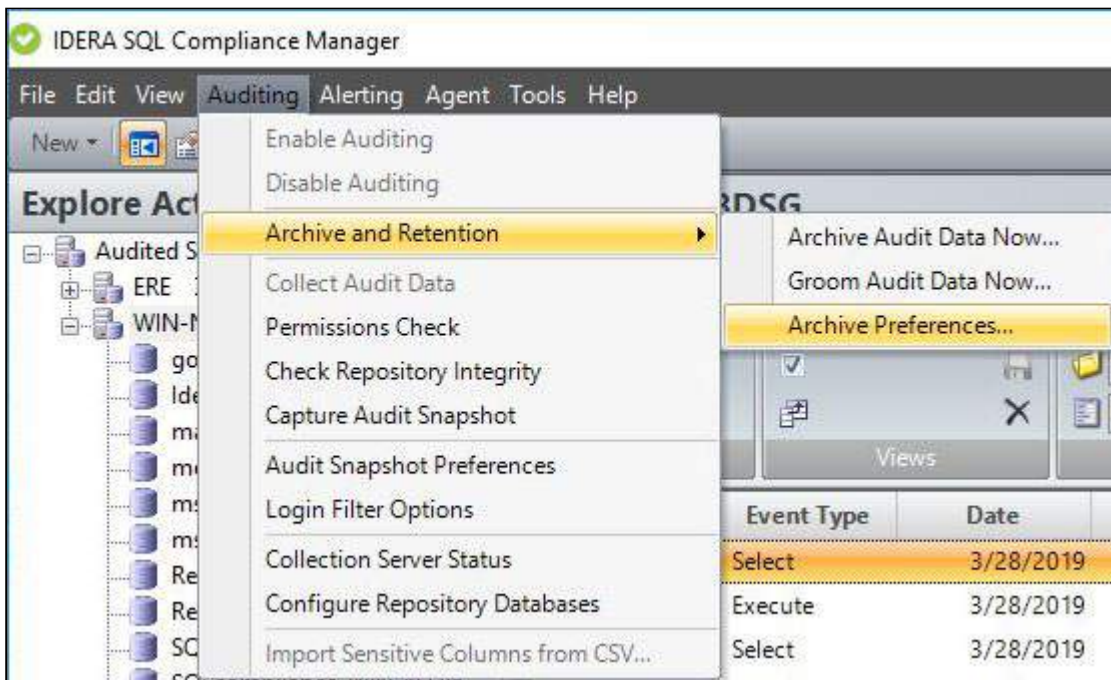 IDERA SQL Compliance Manager
File Edit View Auditing Alerting Agent Tools Help
New
Enable Auditing
Disable Auditing
Explore
Archive and Retention
Archive Audit Data Now...
Audited
Groom Audit Data Now...
ERE
Collect Audit Data
Archive Preferences...
Permissions Check
Check Repository Integrity
Capture Audit Snapshot
Views
Audit Snapshot Preferences
Login Filter Options
Event Type Date
Collection Server Status
Select 3/28/2019
Configure Repository Databases
Execute 3/28/2019
Import Sensitive Columns from CSV...
Select 3/28/2019